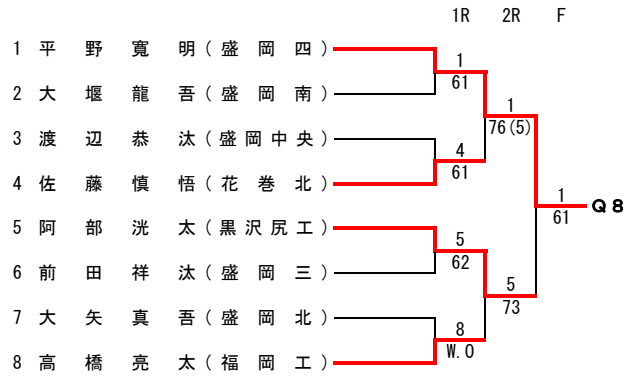 1R 2R F
1 平野寛明(盛岡四)
1
61
2 大堰龍吾(盛岡南)
1
76(5)
3 渡辺恭汰(盛岡中央)
4
61
4 佐藤慎悟(花巻北)
1
61
Q8
5 阿部洸太(黒沢尻工)
5
62
6 前田祥汰(盛岡三)
5
73
7 大矢真吾(盛岡北)
8
W.O
8 高橋亮太(福岡工)